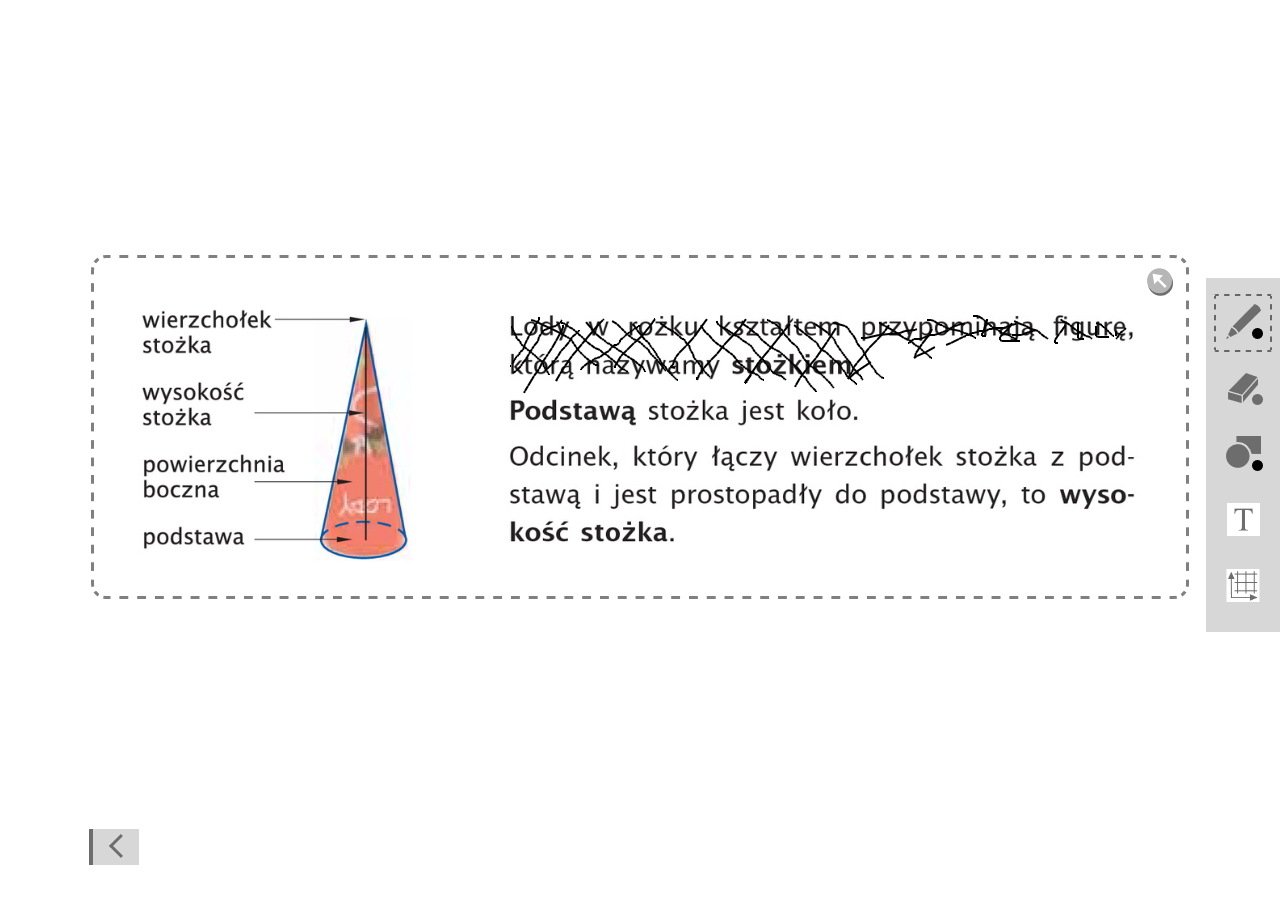 wierzchołek
stożka
wysokość
stożka
powierzchnia
boczna
podstawa
Lody w rożku kształtem przypominają figurę,
którą nazywamy stożkiem.
Podstawą stożka jest koło.
Odcinek, który łączy wierzchołek stożka z pod-
stawą i jest prostopadły do podstawy, to wyso-
kość stożka.
T